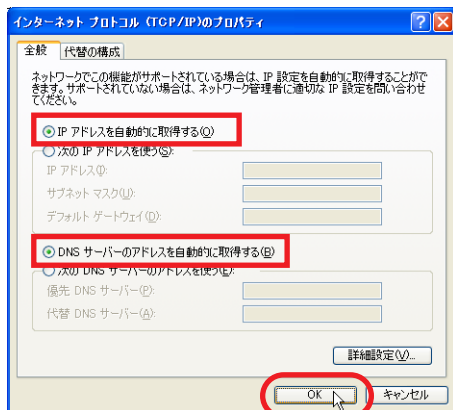 インターネット プロトコル (TCP/IP)のプロパティ
全般
代替の構成
ネットワークでこの機能がサポートされている場合は、IP 設定を自動的に取得することがで
きます。サポートされていない場合は、ネットワーク管理者に適切な IP 設定を問い合わせ
てください。
IP アドレスを自動的に取得する(O)
次の IP アドレスを使う(S):
IP アドレス(I):
サブネット マスク(U):
デフォルト ゲートウェイ(D):
DNS サーバーのアドレスを自動的に取得する(B)
次の DNS サーバーのアドレスを使う(E):
優先 DNS サーバー(P):
代替 DNS サーバー(A):
詳細設定(V)...
OK
キャンセル